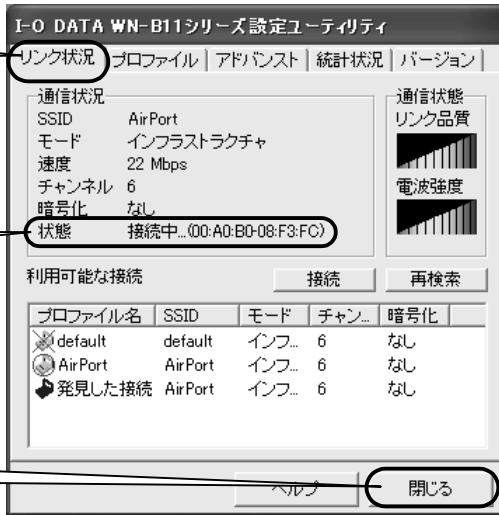 I-O DATA WN-B11シリーズ設定ユーティリティ
リンク状況 プロファイル アドバンスト 統計状況 バージョン
通信状況
SSID AirPort
モード インフラストラクチャ
速度 22 Mbps
チャンネル 6
暗号化 なし
状態 接続中...(00:A0:B0-08:F3:FC)
通信状態
リンク品質
電波強度
利用可能な接続 接続 再検索
プロファイル名 SSID モード チャン... 暗号化
default default インフ... 6 なし
AirPort AirPort インフ... 6 なし
発見した接続 AirPort インフ... 6 なし
ヘルプ 閉じる